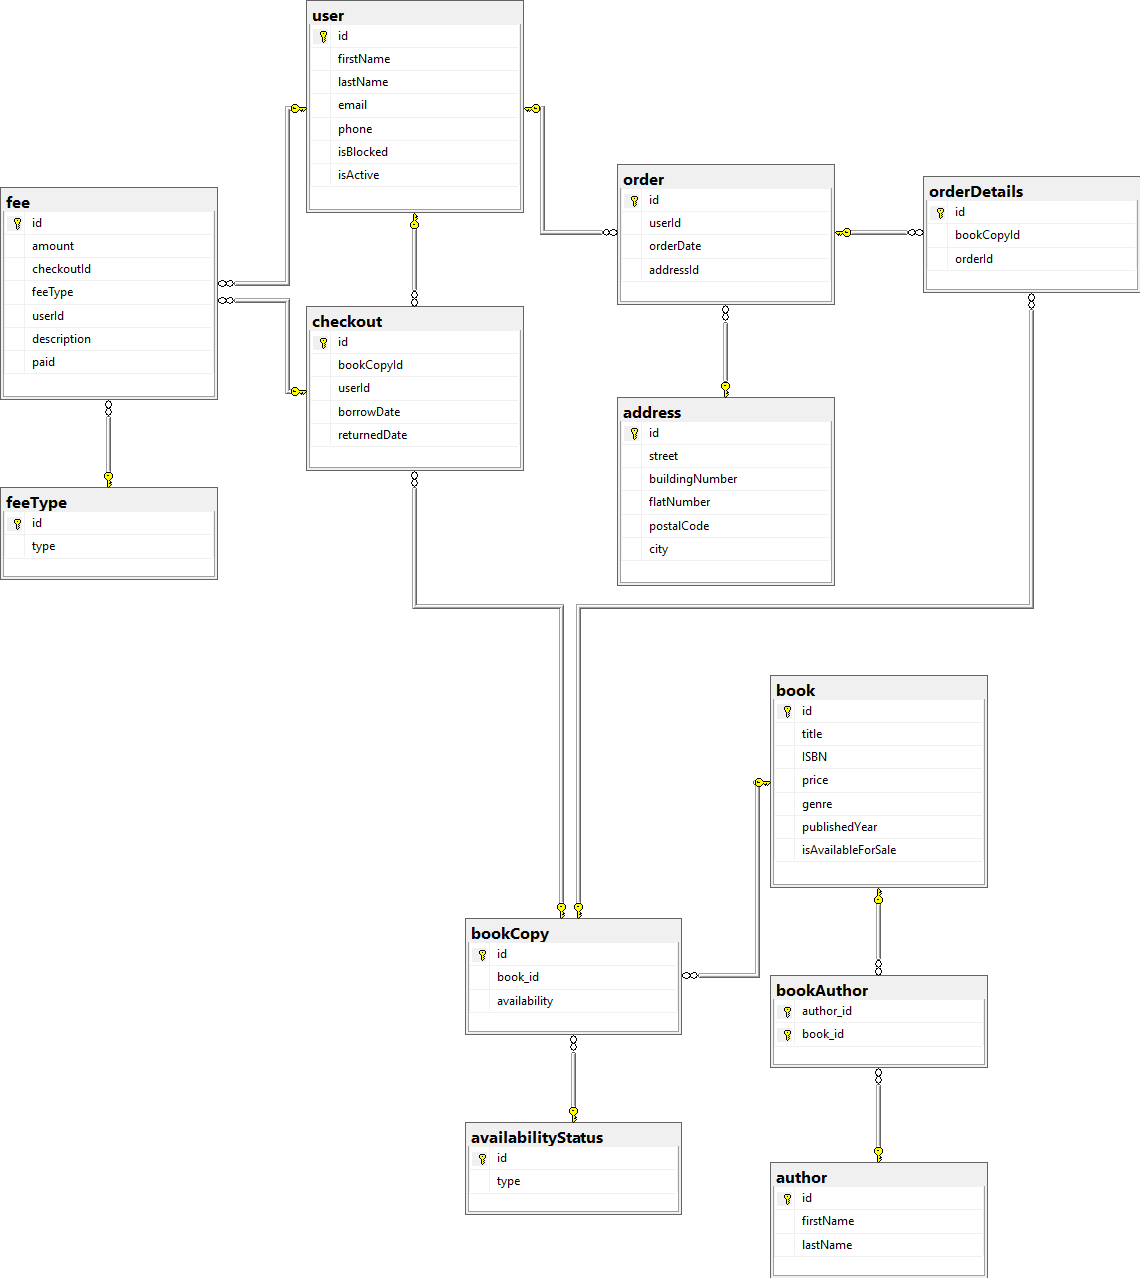 user
id
firstName
lastName
email
phone
isBlocked
isActive
fee
id
amount
checkoutId
feeType
userId
description
paid
feeType
id
type
checkout
id
bookCopyId
userId
borrowDate
returnedDate
order
id
userId
orderDate
addressId
orderDetails
id
bookCopyId
orderId
address
id
street
buildingNumber
flatNumber
postalCode
city
book
id
title
ISBN
price
genre
publishedYear
isAvailableForSale
bookCopy
id
book_id
availability
bookAuthor
author_id
book_id
availabilityStatus
id
type
author
id
firstName
lastName